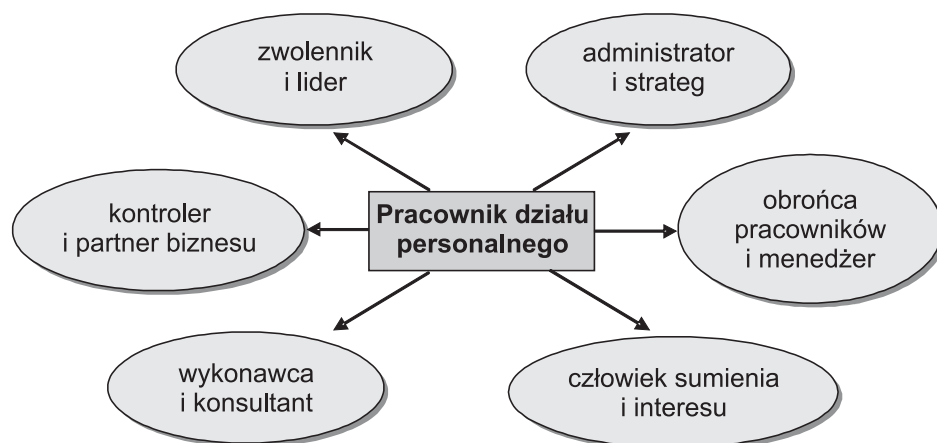 zwolennik
i lider
administrator
i strateg
kontroler
i partner biznesu
Pracownik działu
personalnego
obrońca
pracowników
i menedżer
wykonawca
i konsultant
człowiek sumienia
i interesu